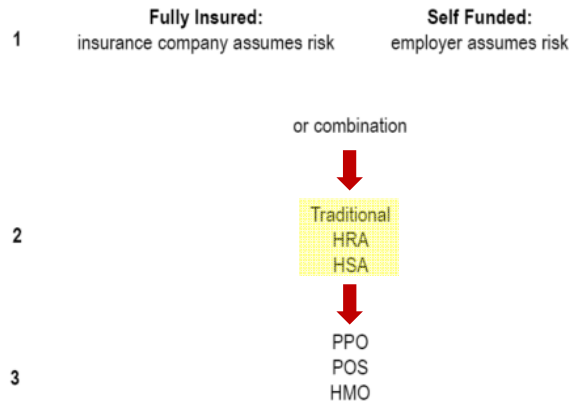 Fully Insured: Self Funded:
1 insurance company assumes risk employer assumes risk
or combination
Traditional
2 HRA
HSA
PPO
POS
3 HMO